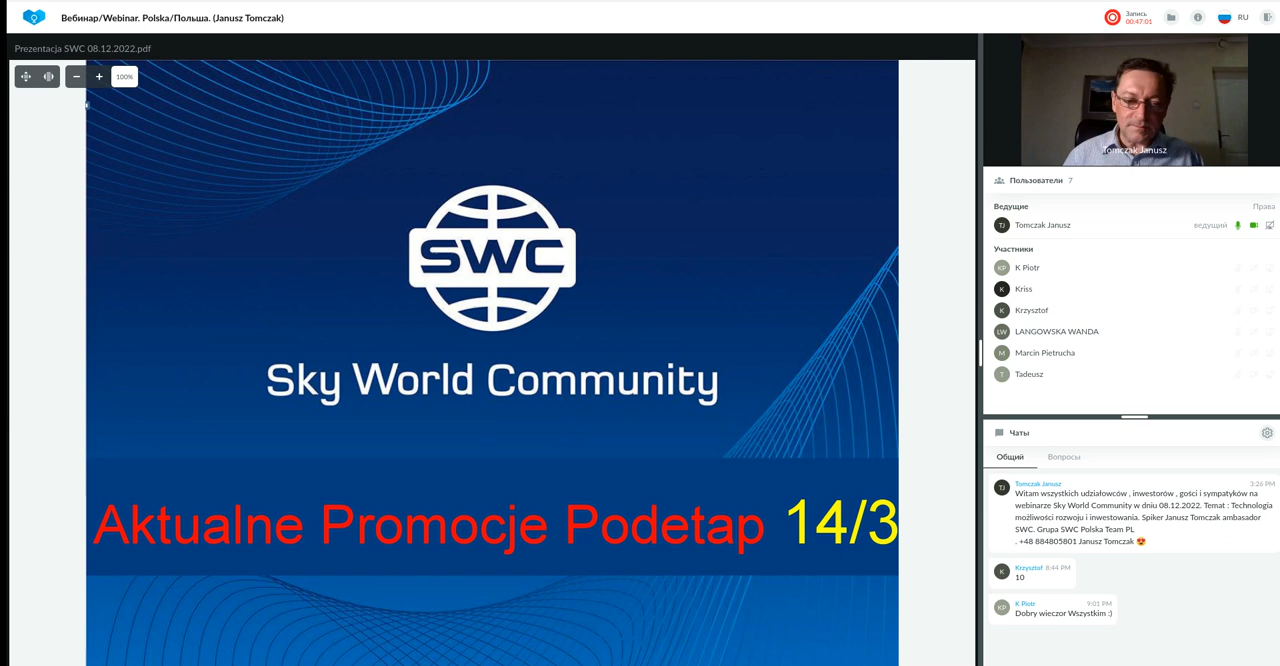 Вебинар/Webinar. Polska/Польша. (Janusz Tomczak)
Запись
00:47:01
RU
Prezentacja SWC 08.12.2022.pdf
100%
SWC
Sky World Community
Aktualne Promocje Podetap 14/3
Tomczak Janusz
Пользователи 7
Ведущие Права
TJ Tomczak Janusz ведущий
Участники
KP K Piotr
K Kriss
K Krzysztof
LW LANGOWSKA WANDA
M Marcin Pietrucha
T Tadeusz
Чаты
Общий Вопросы
TJ Tomczak Janusz 3:26 PM
Witam wszystkich udziałowców , inwestorów , gości i sympatyków na
webinarze Sky World Community w dniu 08.12.2022. Temat : Technologia
możliwości rozwoju i inwestowania. Spiker Janusz Tomczak ambasador
SWC. Grupa SWC Polska Team PL
. +48 884805801 Janusz Tomczak 😍
K Krzysztof 8:44 PM
10
KP K Piotr 9:01 PM
Dobry wieczor Wszystkim :)